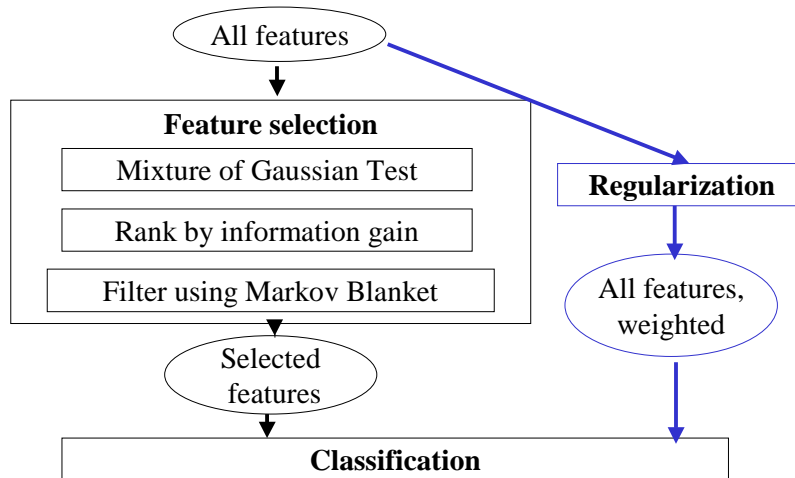 All features
Feature selection
Mixture of Gaussian Test
Rank by information gain
Filter using Markov Blanket
Selected
features
Regularization
All features,
weighted
Classification